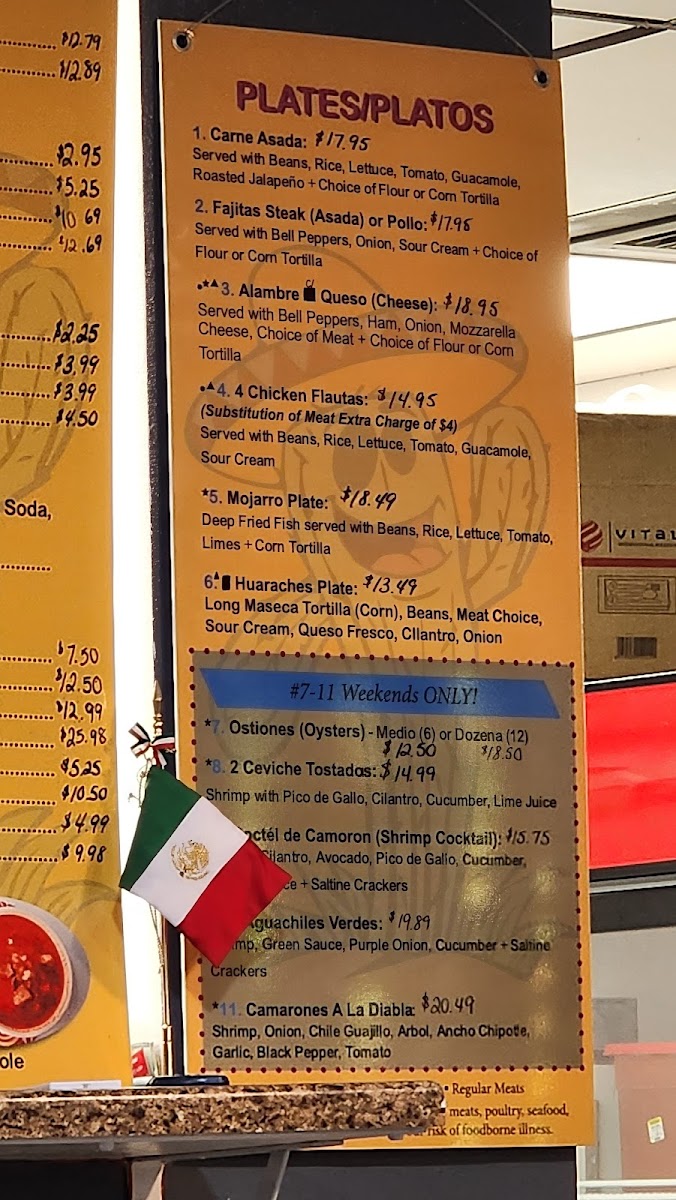 $12.79
$12.89
$2.95
$5.25
$10.69
$12.69
$2.25
$3.99
$3.99
$4.50
Soda,
$7.50
$12.50
$12.99
$25.98
$5.25
$10.50
$4.99
$9.98
ole
PLATES/PLATOS
1. Carne Asada: $17.95
Served with Beans, Rice, Lettuce, Tomato, Guacamole,
Roasted Jalapeño + Choice of Flour or Corn Tortilla
2. Fajitas Steak (Asada) or Pollo: $17.95
Served with Bell Peppers, Onion, Sour Cream + Choice of
Flour or Corn Tortilla
•*▲3. Alambre Queso (Cheese): $18.95
Served with Bell Peppers, Ham, Onion, Mozzarella
Cheese, Choice of Meat + Choice of Flour or Corn
Tortilla
•▲4. 4 Chicken Flautas: $14.95
(Substitution of Meat Extra Charge of $4)
Served with Beans, Rice, Lettuce, Tomato, Guacamole,
Sour Cream
*5. Mojarro Plate: $18.49
Deep Fried Fish served with Beans, Rice, Lettuce, Tomato,
Limes + Corn Tortilla
6.▲ Huaraches Plate: $13.49
Long Maseca Tortilla (Corn), Beans, Meat Choice,
Sour Cream, Queso Fresco, CIlantro, Onion
#7-11 Weekends ONLY!
*7. Ostiones (Oysters) - Medio (6) or Dozena (12)
$12.50 $18.50
*8. 2 Ceviche Tostadas: $14.99
Shrimp with Pico de Gallo, Cilantro, Cucumber, Lime Juice
octél de Camoron (Shrimp Cocktail): $15.75
Cilantro, Avocado, Pico de Gallo, Cucumber,
ce + Saltine Crackers
guachiles Verdes: $19.89
mp, Green Sauce, Purple Onion, Cucumber + Saltine
Crackers
*11. Camarones A La Diabla: $20.49
Shrimp, Onion, Chile Guajillo, Arbol, Ancho Chipotle,
Garlic, Black Pepper, Tomato
• Regular Meats
meats, poultry, seafood,
risk of foodborne illness.
VITAL